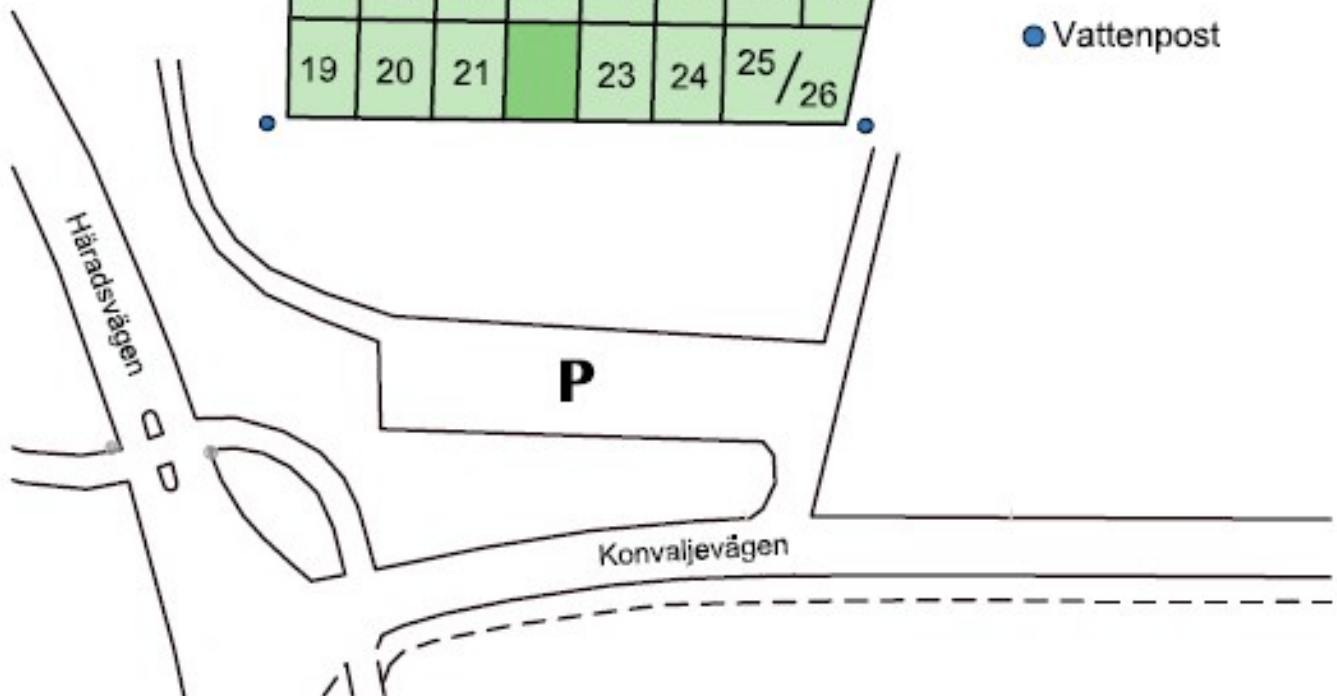 Vattenpost
19 20 21 23 24 25/26
Häradsvägen
P
Konvaljevägen